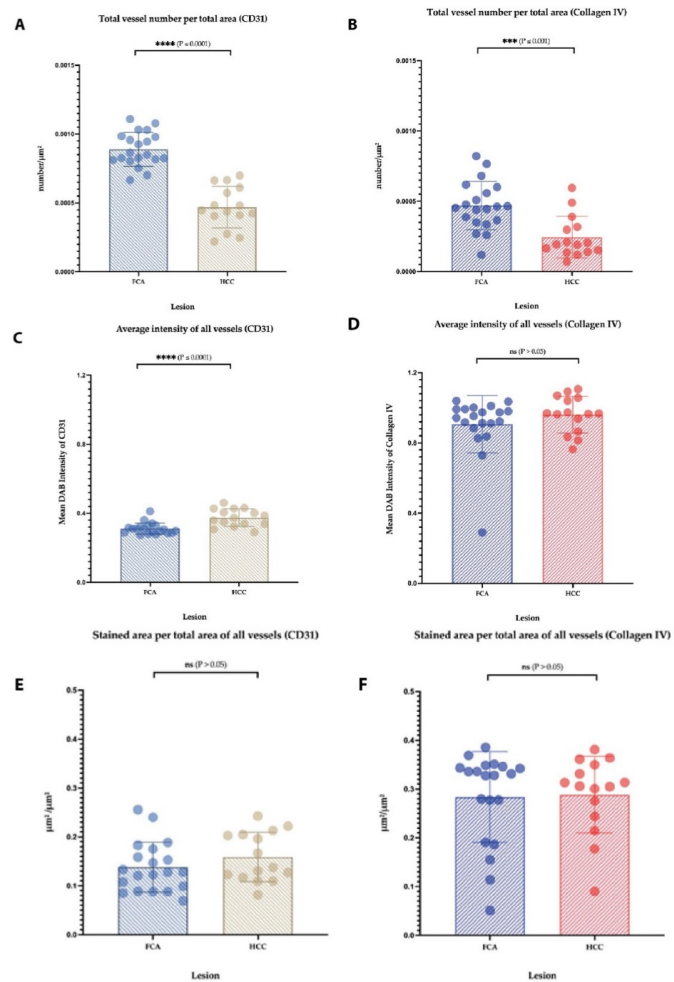 A
Total vessel number per total area (CD31)
**** (P ≤ 0.0001)
number/μm²
0.0015
0.0010
0.0005
0.0000
FCA
HCC
Lesion
B
Total vessel number per total area (Collagen IV)
*** (P ≤ 0.001)
number/μm²
0.0015
0.0010
0.0005
0.0000
FCA
HCC
Lesion
C
Average intensity of all vessels (CD31)
**** (P ≤ 0.0001)
Mean DAB Intensity of CD31
1.2
0.8
0.4
0.0
FCA
HCC
Lesion
D
Average intensity of all vessels (Collagen IV)
ns (P > 0.05)
Mean DAB Intensity of Collagen IV
1.2
0.8
0.4
0.0
FCA
HCC
Lesion
E
Stained area per total area of all vessels (CD31)
ns (P > 0.05)
μm²/μm²
0.5
0.4
0.3
0.2
0.1
0.0
FCA
HCC
Lesion
F
Stained area per total area of all vessels (Collagen IV)
ns (P > 0.05)
μm²/μm²
0.5
0.4
0.3
0.2
0.1
0.0
FCA
HCC
Lesion